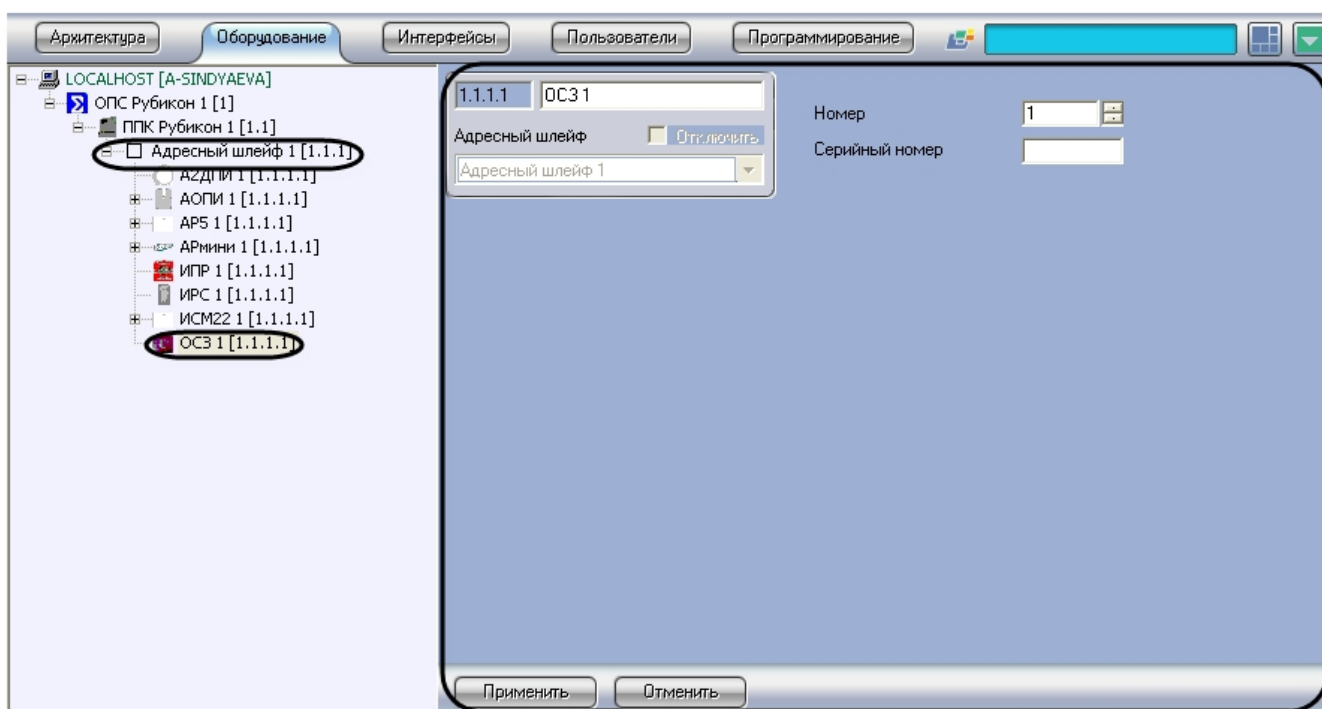 Архитектура Оборудование Интерфейсы Пользователи Программирование
LOCALHOST [A-SINDYAEVA]
ОПС Рубикон 1 [1]
ППК Рубикон 1 [1.1]
Адресный шлейф 1 [1.1.1]
А2ДПИ 1 [1.1.1.1]
АОПИ 1 [1.1.1.1]
АР5 1 [1.1.1.1]
АРмини 1 [1.1.1.1]
ИПР 1 [1.1.1.1]
ИРС 1 [1.1.1.1]
ИСМ22 1 [1.1.1.1]
ОСЗ 1 [1.1.1.1]
1.1.1.1 ОСЗ 1
Адресный шлейф Отключить
Адресный шлейф 1
Номер 1
Серийный номер
Применить Отменить